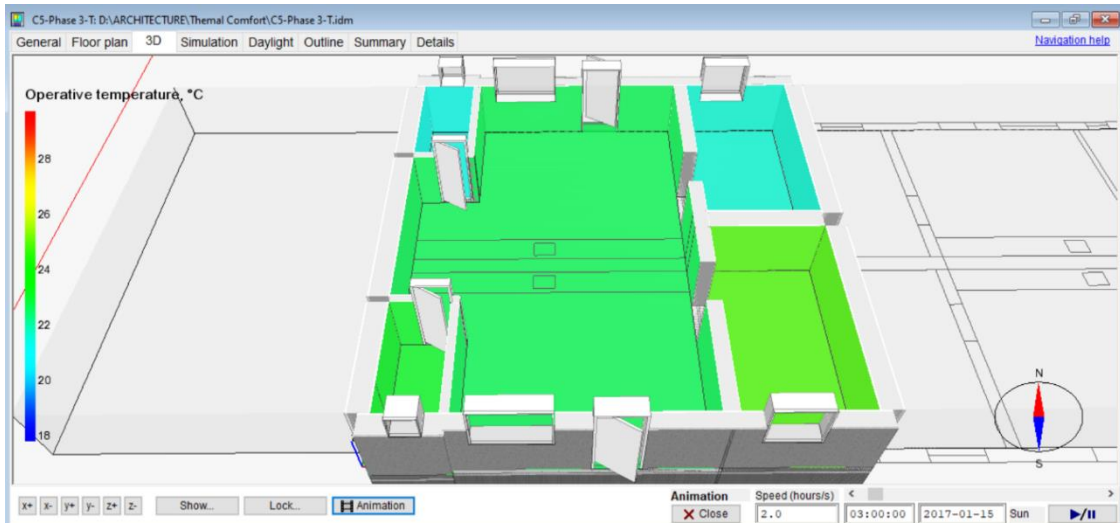 C5-Phase 3-T: D:\ARCHITECTURE\Themal Comfort\C5-Phase 3-T.idm
General Floor plan 3D Simulation Daylight Outline Summary Details Navigation help
Operative temperature, °C
28
26
24
22
20
18
N
S
x+ x- y+ y- z+ z- Show... Lock... Animation
Animation Speed (hours/s) < >
Close 2.0 03:00:00 2017-01-15 Sun